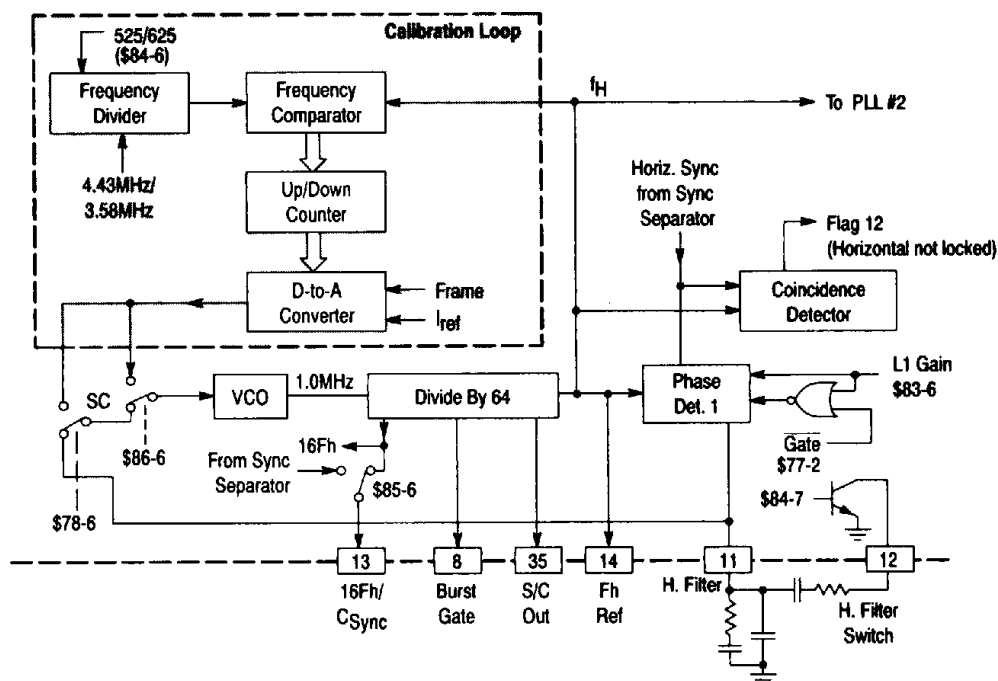 525/625
($84-6)
Calibration Loop
Frequency
Divider
Frequency
Comparator
fH
To PLL #2
4.43MHz/
3.58MHz
Up/Down
Counter
Horiz. Sync
from Sync
Separator
Flag 12
(Horizontal not locked)
D-to-A
Converter
Frame
Iref
Coincidence
Detector
SC
VCO
1.0MHz
Divide By 64
Phase
Det. 1
L1 Gain
$83-6
$86-6
16Fh
From Sync
Separator
$85-6
Gate
$77-2
$78-6
$84-7
13
8
35
14
11
12
16Fh/
CSync
Burst
Gate
S/C
Out
Fh
Ref
H. Filter
H. Filter
Switch